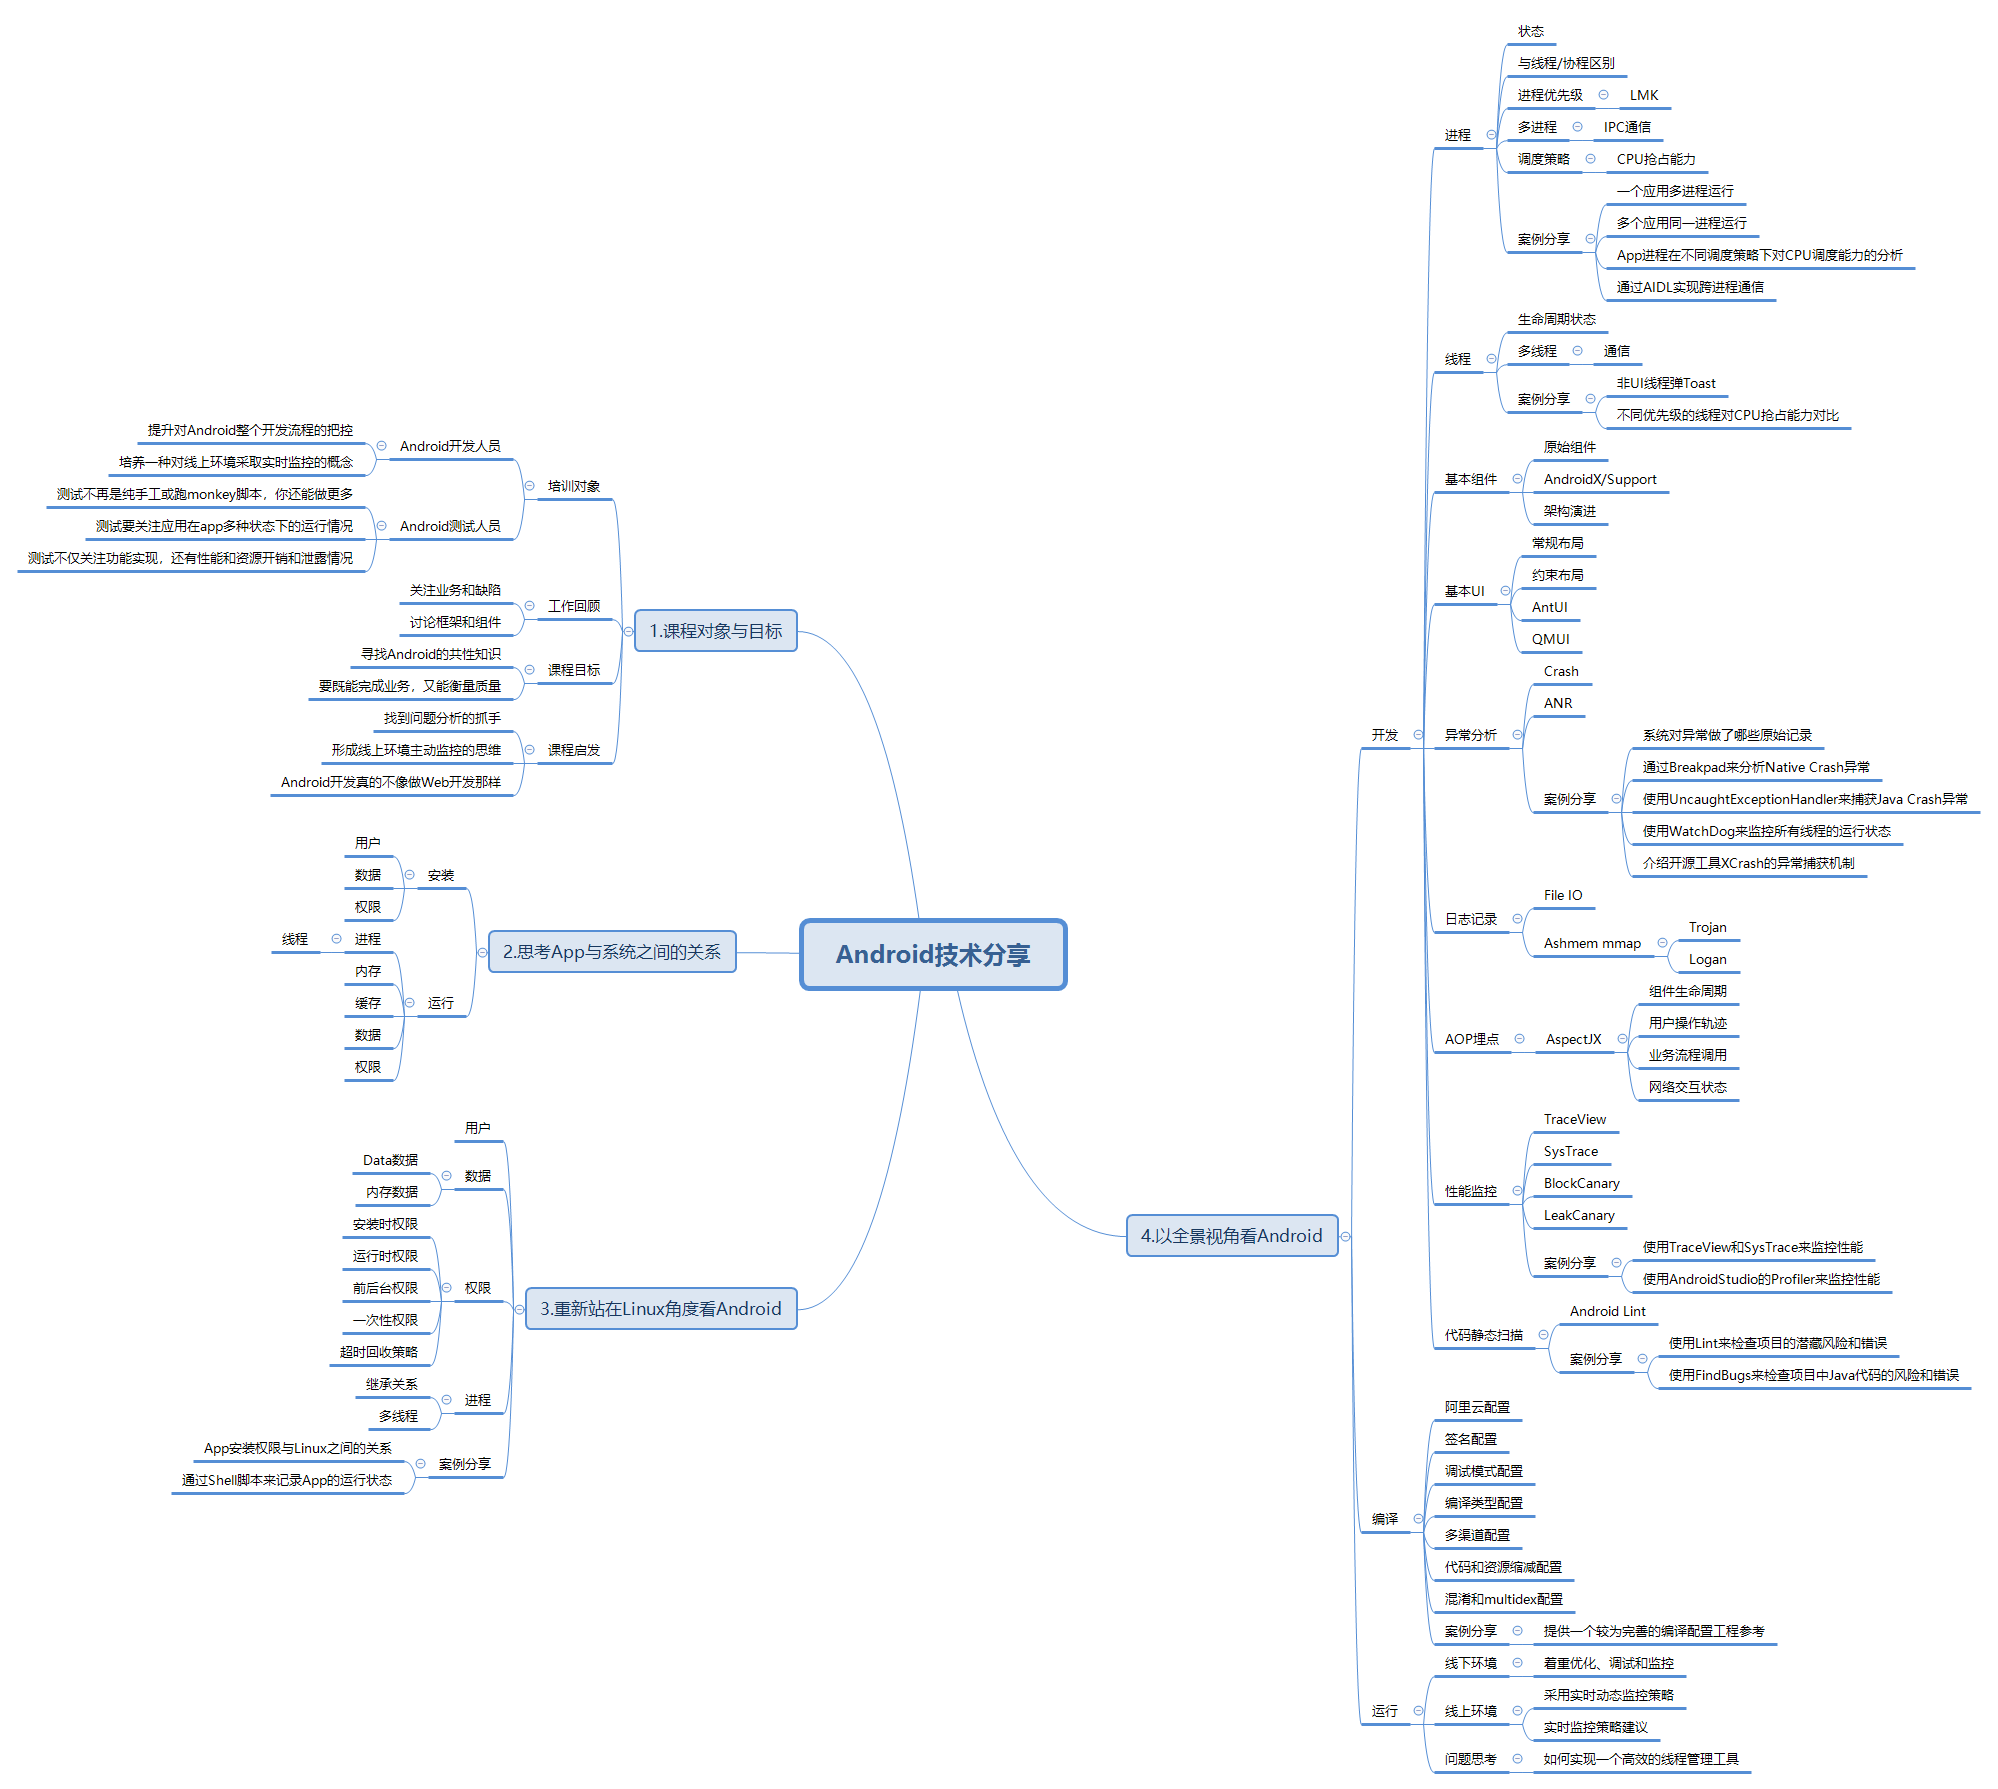 Android技术分享
1.课程对象与目标
培训对象
Android开发人员
提升对Android整个开发流程的把控
培养一种对线上环境采取实时监控的概念
Android测试人员
测试不再是纯手工或跑monkey脚本，你还能做更多
测试要关注应用在app多种状态下的运行情况
测试不仅关注功能实现，还有性能和资源开销和泄露情况
工作回顾
关注业务和缺陷
讨论框架和组件
课程目标
寻找Android的共性知识
要既能完成业务，又能衡量质量
课程启发
找到问题分析的抓手
形成线上环境主动监控的思维
Android开发真的不像做Web开发那样
2.思考App与系统之间的关系
安装
用户
数据
权限
运行
进程
线程
内存
缓存
数据
权限
3.重新站在Linux角度看Android
用户
数据
Data数据
内存数据
权限
安装时权限
运行时权限
前后台权限
一次性权限
超时回收策略
进程
继承关系
多线程
案例分享
App安装权限与Linux之间的关系
通过Shell脚本来记录App的运行状态
4.以全景视角看Android
开发
进程
状态
与线程/协程区别
进程优先级
LMK
多进程
IPC通信
调度策略
CPU抢占能力
案例分享
一个应用多进程运行
多个应用同一进程运行
App进程在不同调度策略下对CPU调度能力的分析
通过AIDL实现跨进程通信
线程
生命周期状态
多线程
通信
案例分享
非UI线程弹Toast
不同优先级的线程对CPU抢占能力对比
基本组件
原始组件
AndroidX/Support
架构演进
基本UI
常规布局
约束布局
AntUI
QMUI
异常分析
Crash
ANR
案例分享
系统对异常做了哪些原始记录
通过Breakpad来分析Native Crash异常
使用UncaughtExceptionHandler来捕获Java Crash异常
使用WatchDog来监控所有线程的运行状态
介绍开源工具XCrash的异常捕获机制
日志记录
File IO
Ashmem mmap
Trojan
Logan
AOP埋点
AspectJX
组件生命周期
用户操作轨迹
业务流程调用
网络交互状态
性能监控
TraceView
SysTrace
BlockCanary
LeakCanary
案例分享
使用TraceView和SysTrace来监控性能
使用AndroidStudio的Profiler来监控性能
代码静态扫描
Android Lint
案例分享
使用Lint来检查项目的潜藏风险和错误
使用FindBugs来检查项目中Java代码的风险和错误
编译
阿里云配置
签名配置
调试模式配置
编译类型配置
多渠道配置
代码和资源缩减配置
混淆和multidex配置
案例分享
提供一个较为完善的编译配置工程参考
运行
线下环境
着重优化、调试和监控
线上环境
采用实时动态监控策略
实时监控策略建议
问题思考
如何实现一个高效的线程管理工具